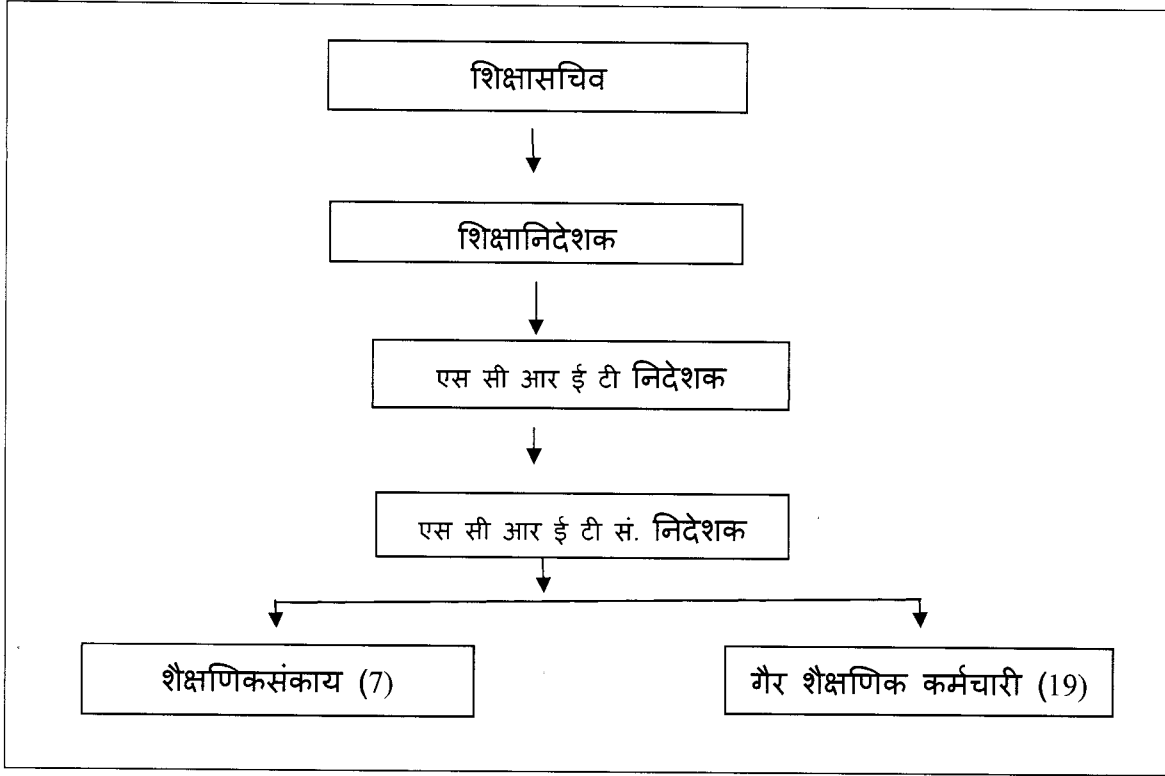 शिक्षासचिव
शिक्षानिदेशक
एस सी आर ई टी निदेशक
एस सी आर ई टी सं. निदेशक
शैक्षणिकसंकाय (7)
गैर शैक्षणिक कर्मचारी (19)